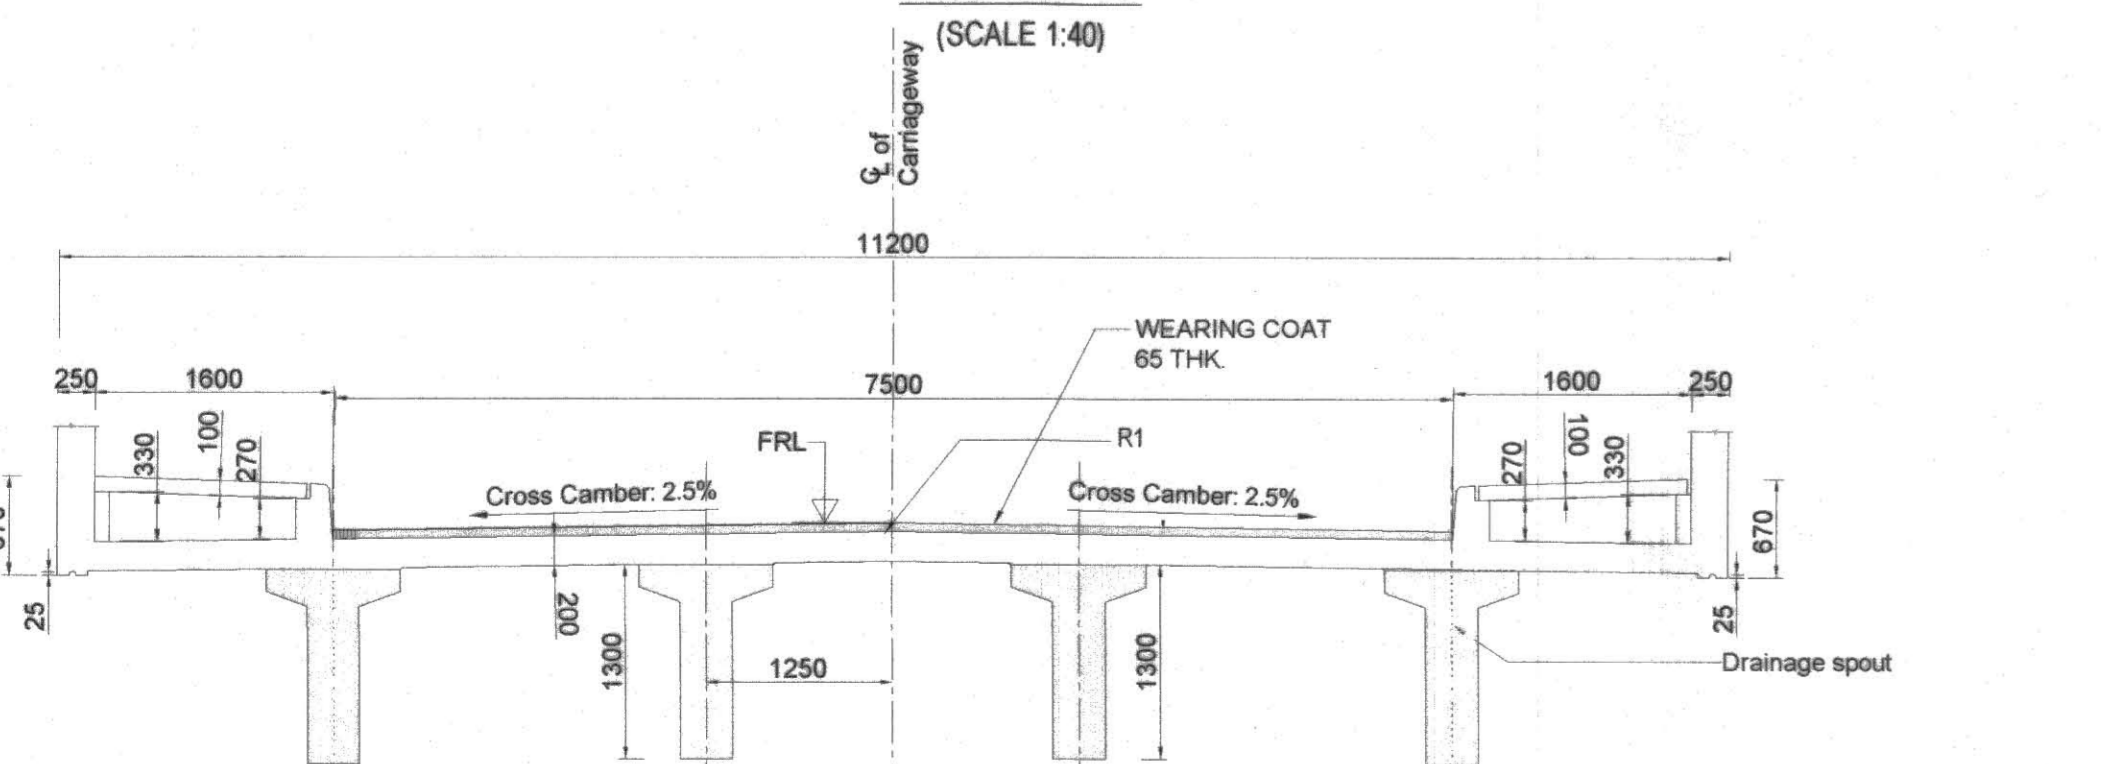 (SCALE 1:40)
℄ of
Carriageway
11200
WEARING COAT
65 THK.
250
1600
7500
1600
250
FRL
R1
330
100
270
270
100
330
Cross Camber: 2.5%
Cross Camber: 2.5%
670
25
200
1300
1250
1300
25
Drainage spout